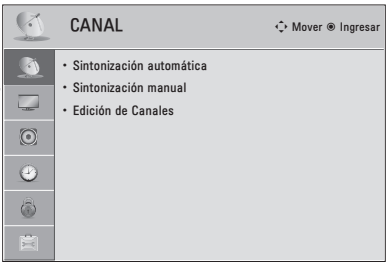 CANAL
Mover Ingresar
• Sintonización automática
• Sintonización manual
• Edición de Canales